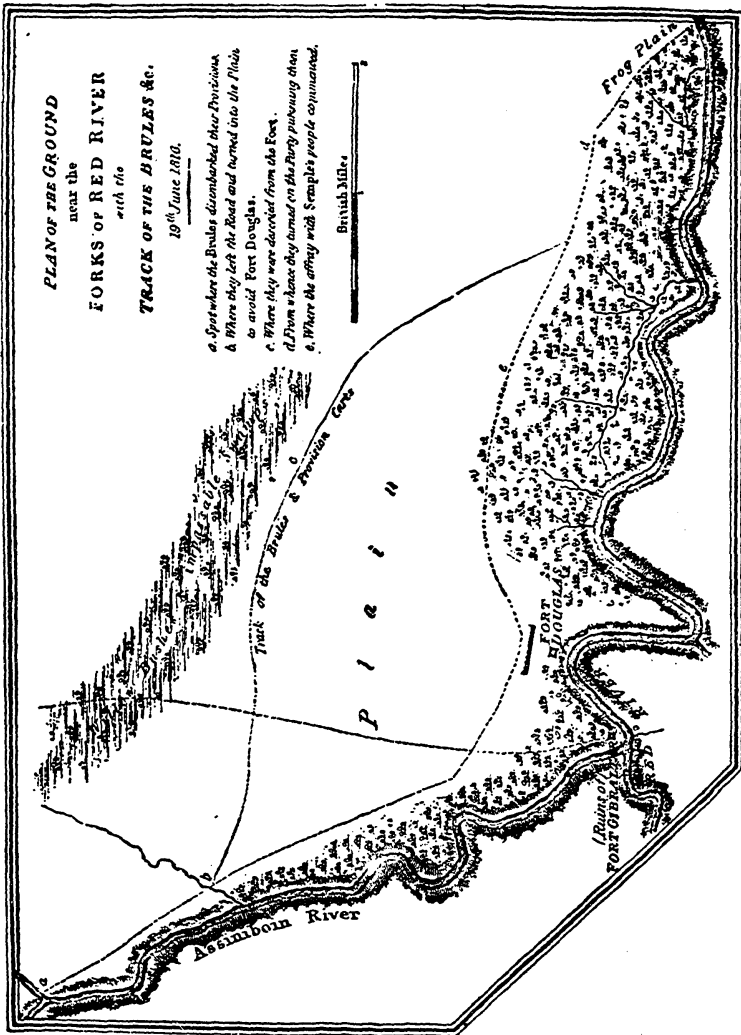 PLAN OF THE GROUND
near the
FORKS OF RED RIVER
with the
TRACK OF THE BRULES &c.
19th June 1816.
a. Spot where the Brules disembarked their Provisions
b. Where they left the Road and turned into the Plain
to avoid Fort Douglas.
c. Where they were descried from the Fort.
d. From whence they turned on the Party pursuing them
e. Where the affray with Semple's people commenced.
British Miles
Frog Plain
d
e
c
Impassable
Track of the Brules & Provision Carts
Plain
FORT
DOUGLAS
RED RIVER
Ruins of
FORT GIBRALTAR
b
Assiniboin River
a